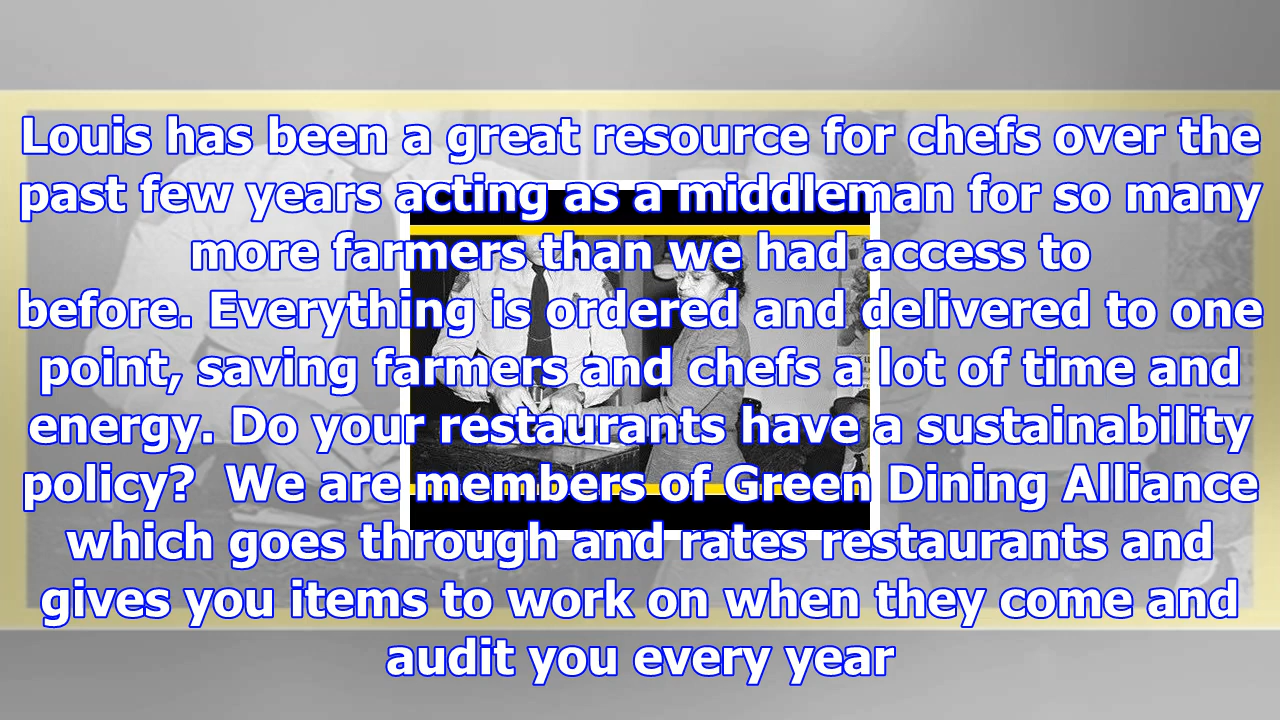 Louis has been a great resource for chefs over the
past few years acting as a middleman for so many
more farmers than we had access to
before. Everything is ordered and delivered to one
point, saving farmers and chefs a lot of time and
energy. Do your restaurants have a sustainability
policy?  We are members of Green Dining Alliance
which goes through and rates restaurants and
gives you items to work on when they come and
audit you every year